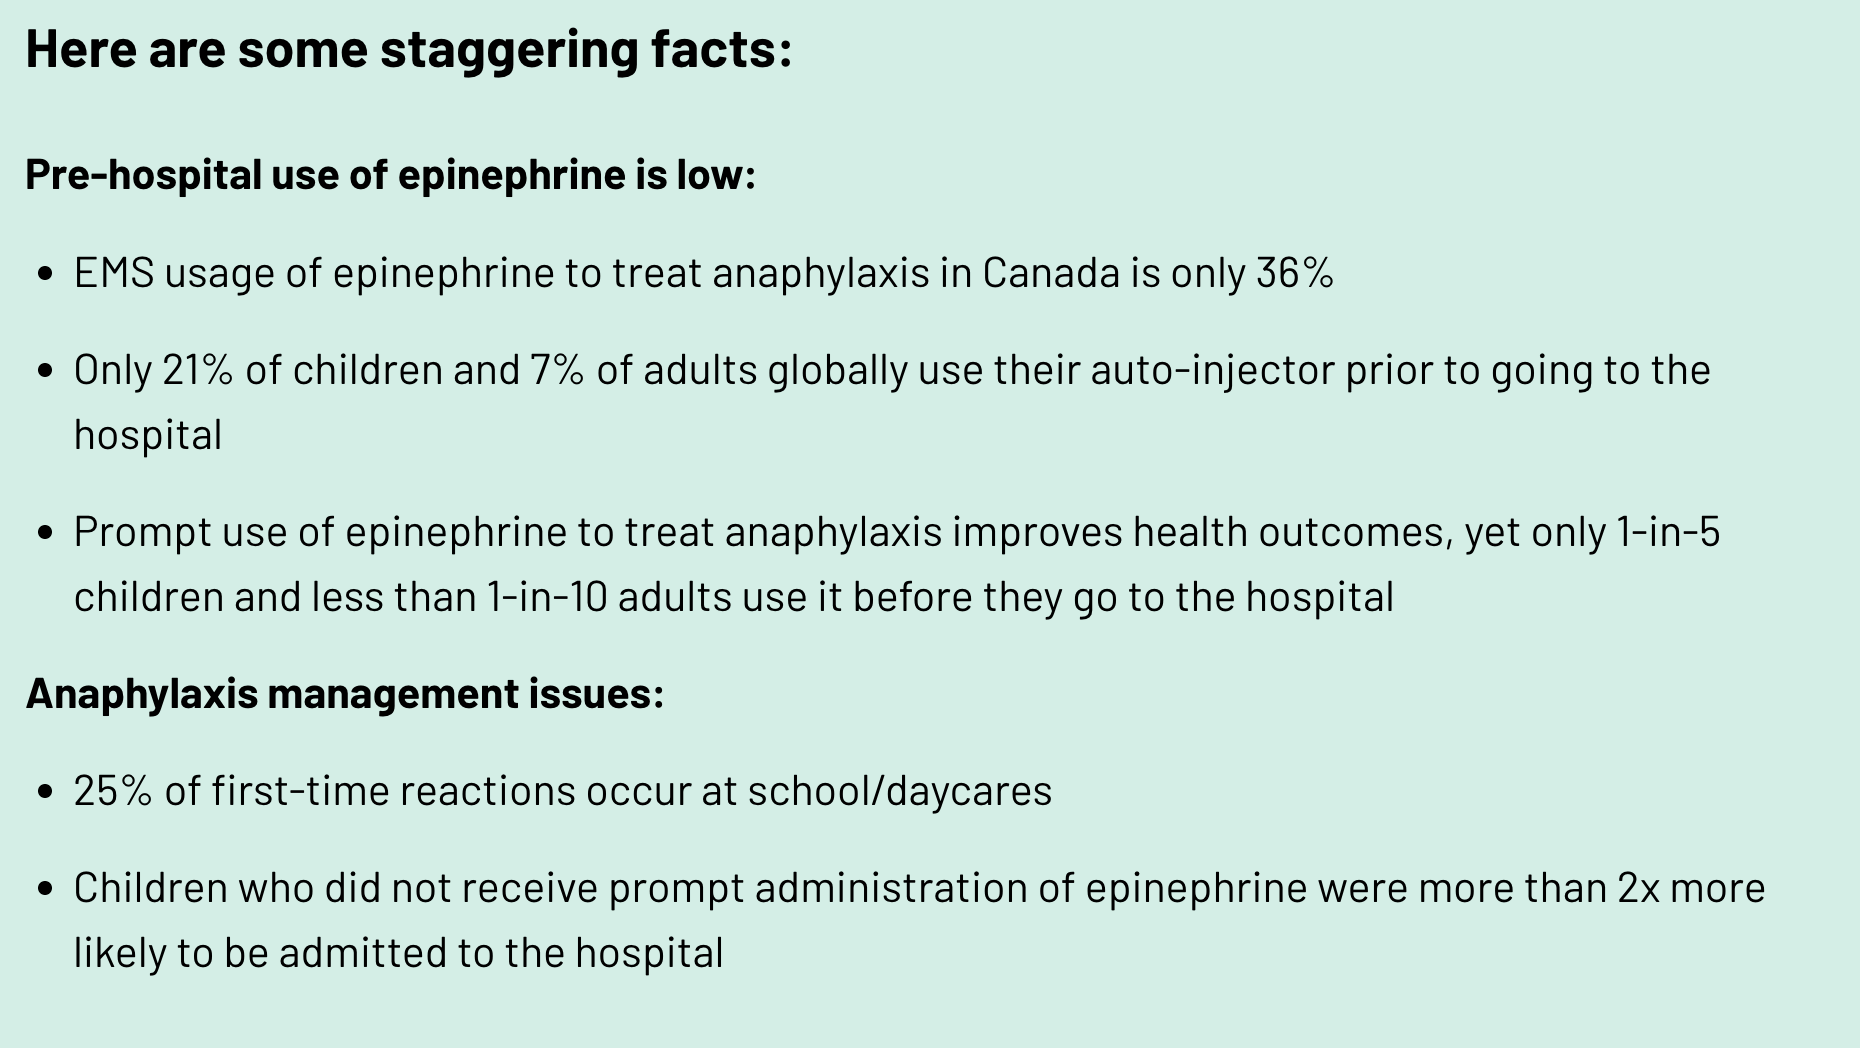 Here are some staggering facts:
Pre-hospital use of epinephrine is low:
• EMS usage of epinephrine to treat anaphylaxis in Canada is only 36%
• Only 21% of children and 7% of adults globally use their auto-injector prior to going to the
hospital
• Prompt use of epinephrine to treat anaphylaxis improves health outcomes, yet only 1-in-5
children and less than 1-in-10 adults use it before they go to the hospital
Anaphylaxis management issues:
• 25% of first-time reactions occur at school/daycares
• Children who did not receive prompt administration of epinephrine were more than 2x more
likely to be admitted to the hospital